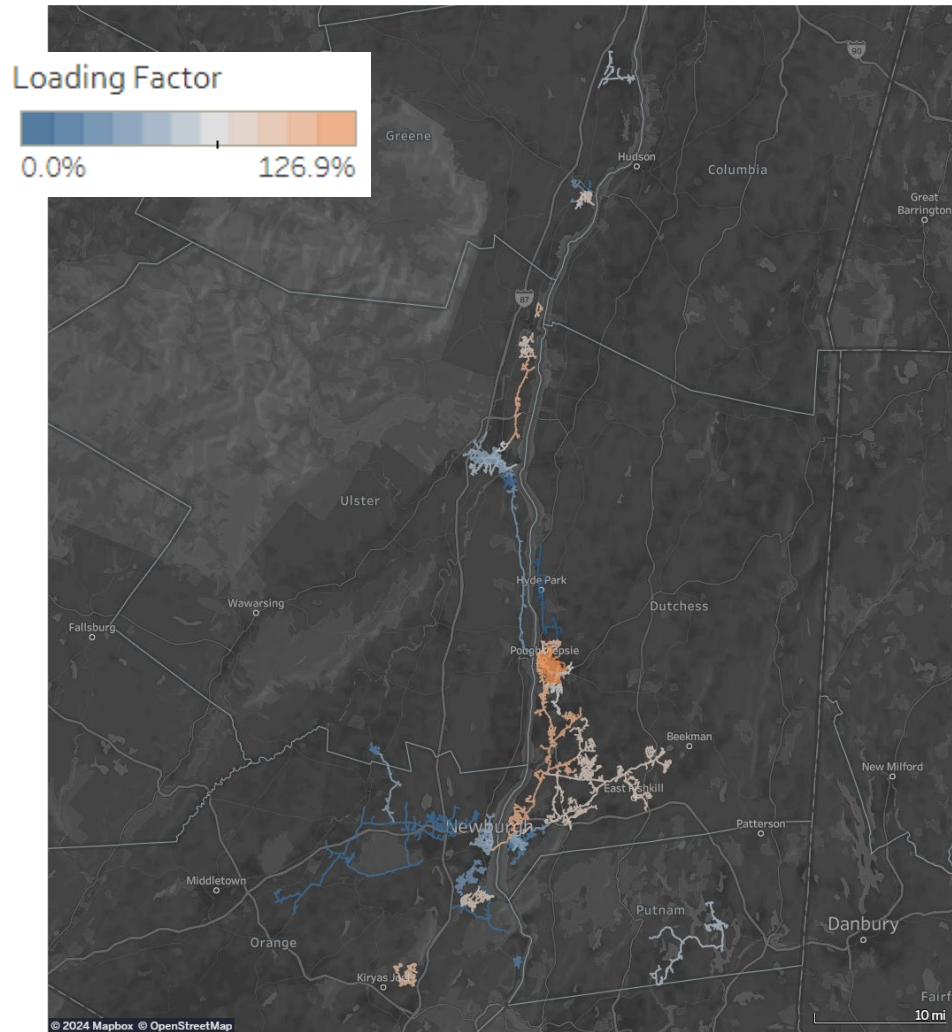 Loading Factor
0.0% 126.9%
90
Greene
Hudson
Columbia
Great
Barrington
87
Ulster
Hyde Park
Wawarsing
Dutchess
Fallsburg
Poughkeepsie
Beekman
New Milford
East Fishkill
Newburgh
Patterson
Middletown
Putnam
Danbury
Orange
Kiryas Joel
Fairf
10 mi
© 2024 Mapbox © OpenStreetMap